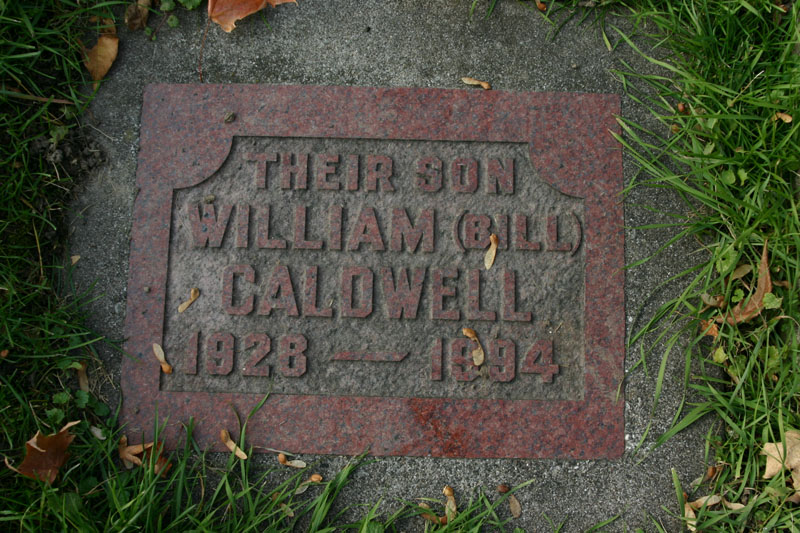 THEIR SON
WILLIAM (BILL)
CALDWELL
1928 — 1994